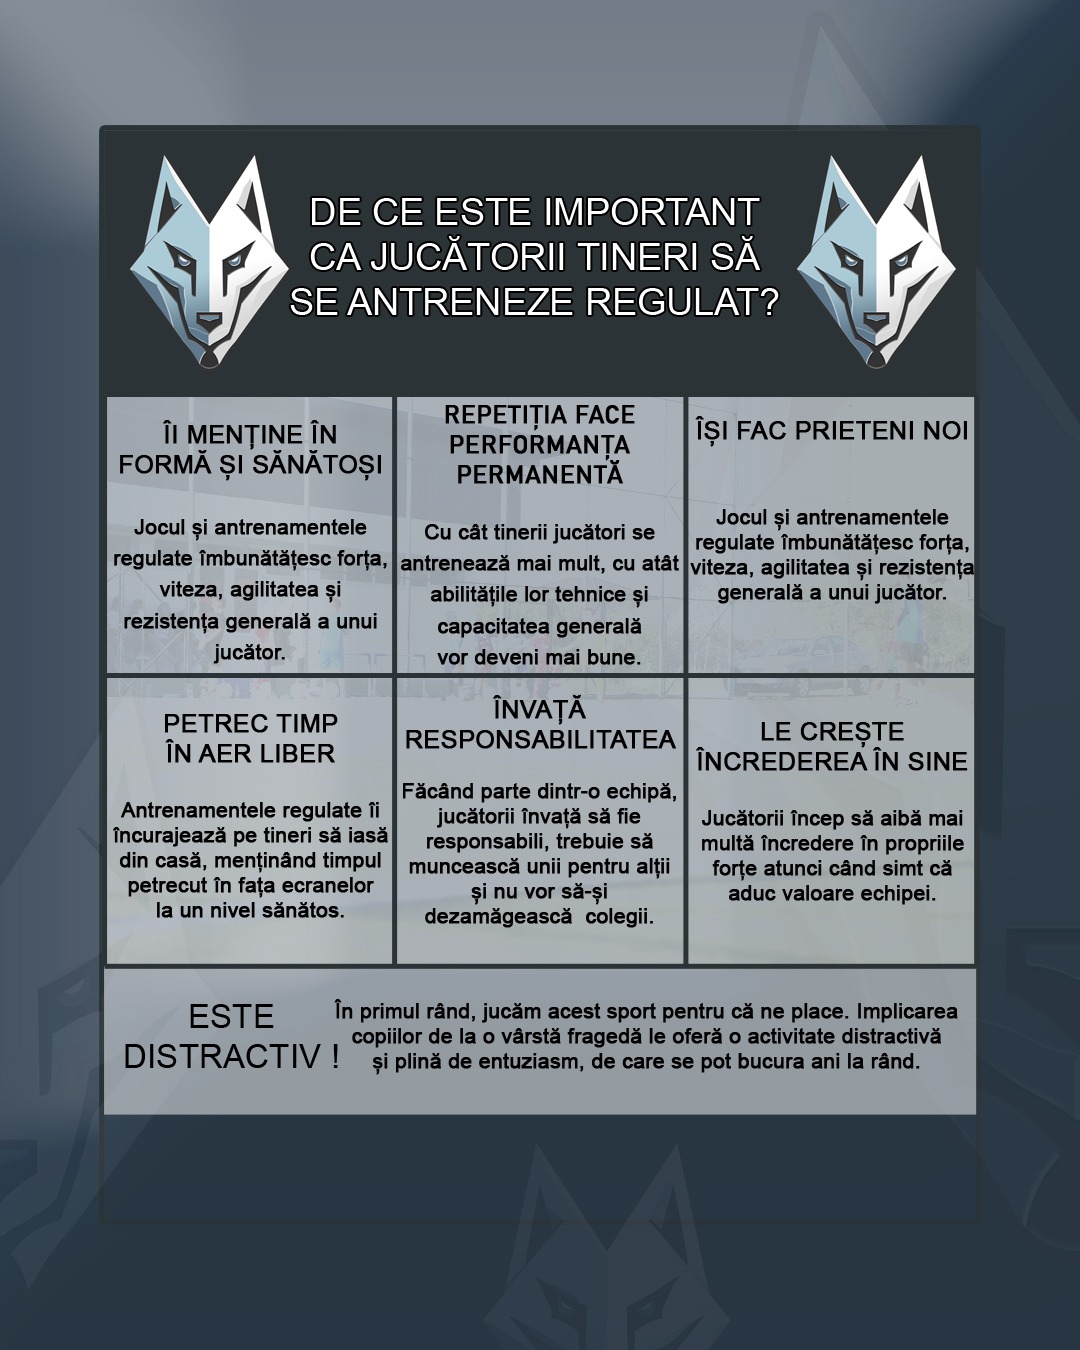 DE CE ESTE IMPORTANT
CA JUCĂTORII TINERI SĂ
SE ANTRENEZE REGULAT?
ÎI MENȚINE ÎN
FORMĂ ȘI SĂNĂTOȘI
Jocul și antrenamentele
regulate îmbunătățesc forța,
viteza, agilitatea și
rezistența generală a unui
jucător.
REPETIȚIA FACE
PERFORMANȚA
PERMANENTĂ
Cu cât tinerii jucători se
antrenează mai mult, cu atât
abilitățile lor tehnice și
capacitatea generală
vor deveni mai bune.
ÎȘI FAC PRIETENI NOI
Jocul și antrenamentele
regulate îmbunătățesc forța,
viteza, agilitatea și rezistența
generală a unui jucător.
PETREC TIMP
ÎN AER LIBER
Antrenamentele regulate îi
încurajează pe tineri să iasă
din casă, menținând timpul
petrecut în fața ecranelor
la un nivel sănătos.
ÎNVAȚĂ
RESPONSABILITATEA
Făcând parte dintr-o echipă,
jucătorii învață să fie
responsabili, trebuie să
muncească unii pentru alții
și nu vor să-și
dezamăgească  colegii.
LE CREȘTE
ÎNCREDEREA ÎN SINE
Jucătorii încep să aibă mai
multă încredere în propriile
forțe atunci când simt că
aduc valoare echipei.
ESTE
DISTRACTIV !
În primul rând, jucăm acest sport pentru că ne place. Implicarea
copiilor de la o vârstă fragedă le oferă o activitate distractivă
și plină de entuziasm, de care se pot bucura ani la rând.